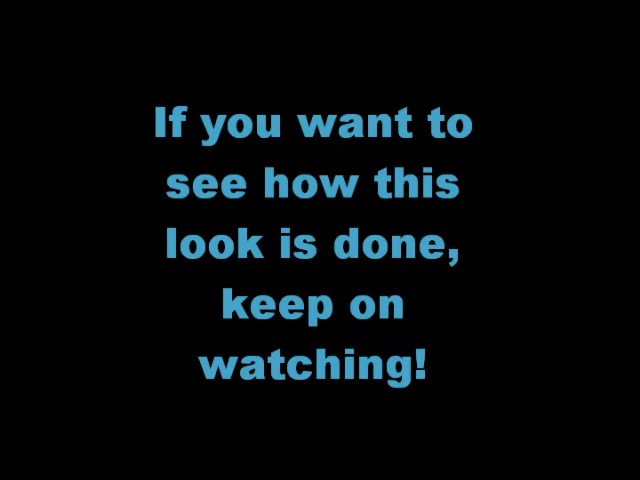 If you want to
see how this
look is done,
keep on
watching!